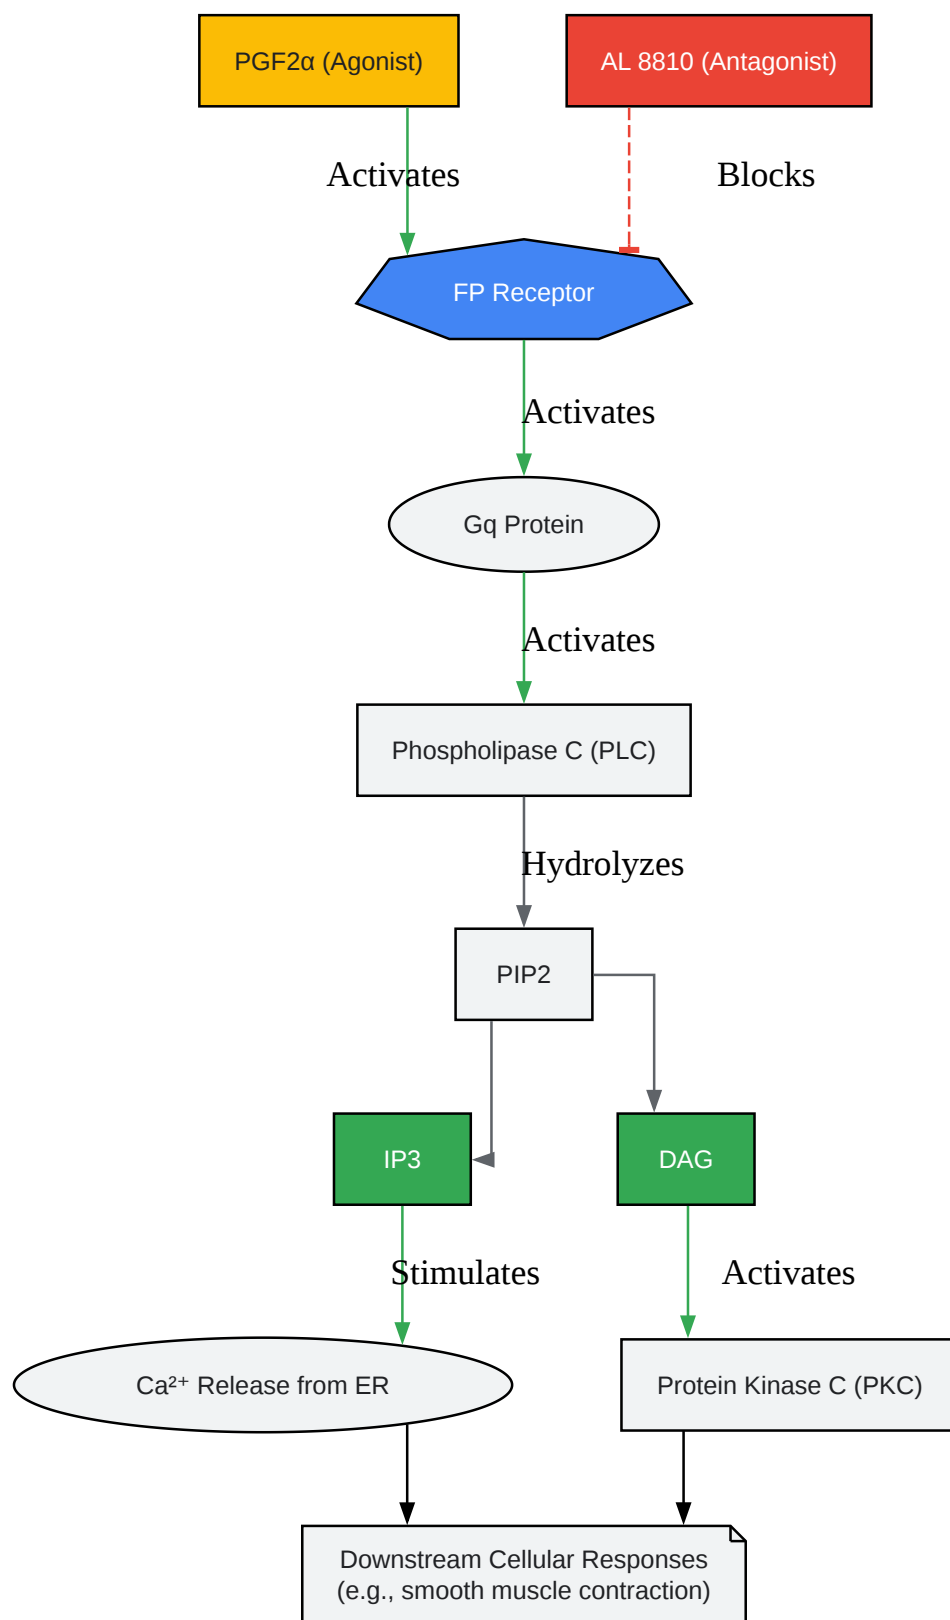 PGF2α (Agonist)
AL 8810 (Antagonist)
Activates
Blocks
FP Receptor
Activates
Gq Protein
Activates
Phospholipase C (PLC)
Hydrolyzes
PIP2
IP3
DAG
Stimulates
Activates
Ca²⁺ Release from ER
Protein Kinase C (PKC)
Downstream Cellular Responses
(e.g., smooth muscle contraction)